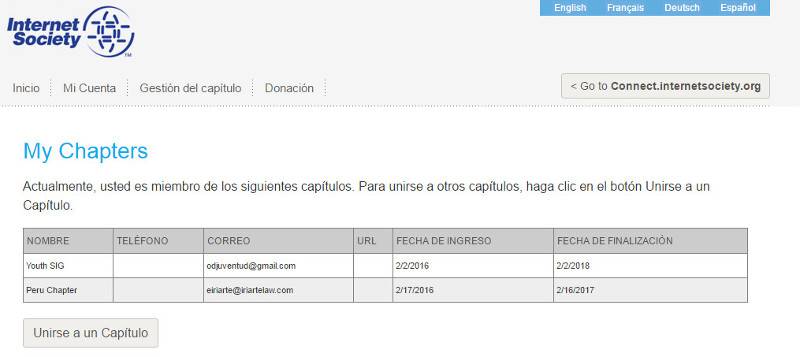 English Français Deutsch Español
Internet
Society
TM
Inicio Mi Cuenta Gestión del capítulo Donación
< Go to Connect.internetsociety.org
My Chapters
Actualmente, usted es miembro de los siguientes capítulos. Para unirse a otros capítulos, haga clic en el botón Unirse a un
Capítulo.
NOMBRE TELÉFONO CORREO URL FECHA DE INGRESO FECHA DE FINALIZACIÓN
Youth SIG odjuventud@gmail.com 2/2/2016 2/2/2018
Peru Chapter eiriarte@iriartelaw.com 2/17/2016 2/16/2017
Unirse a un Capítulo